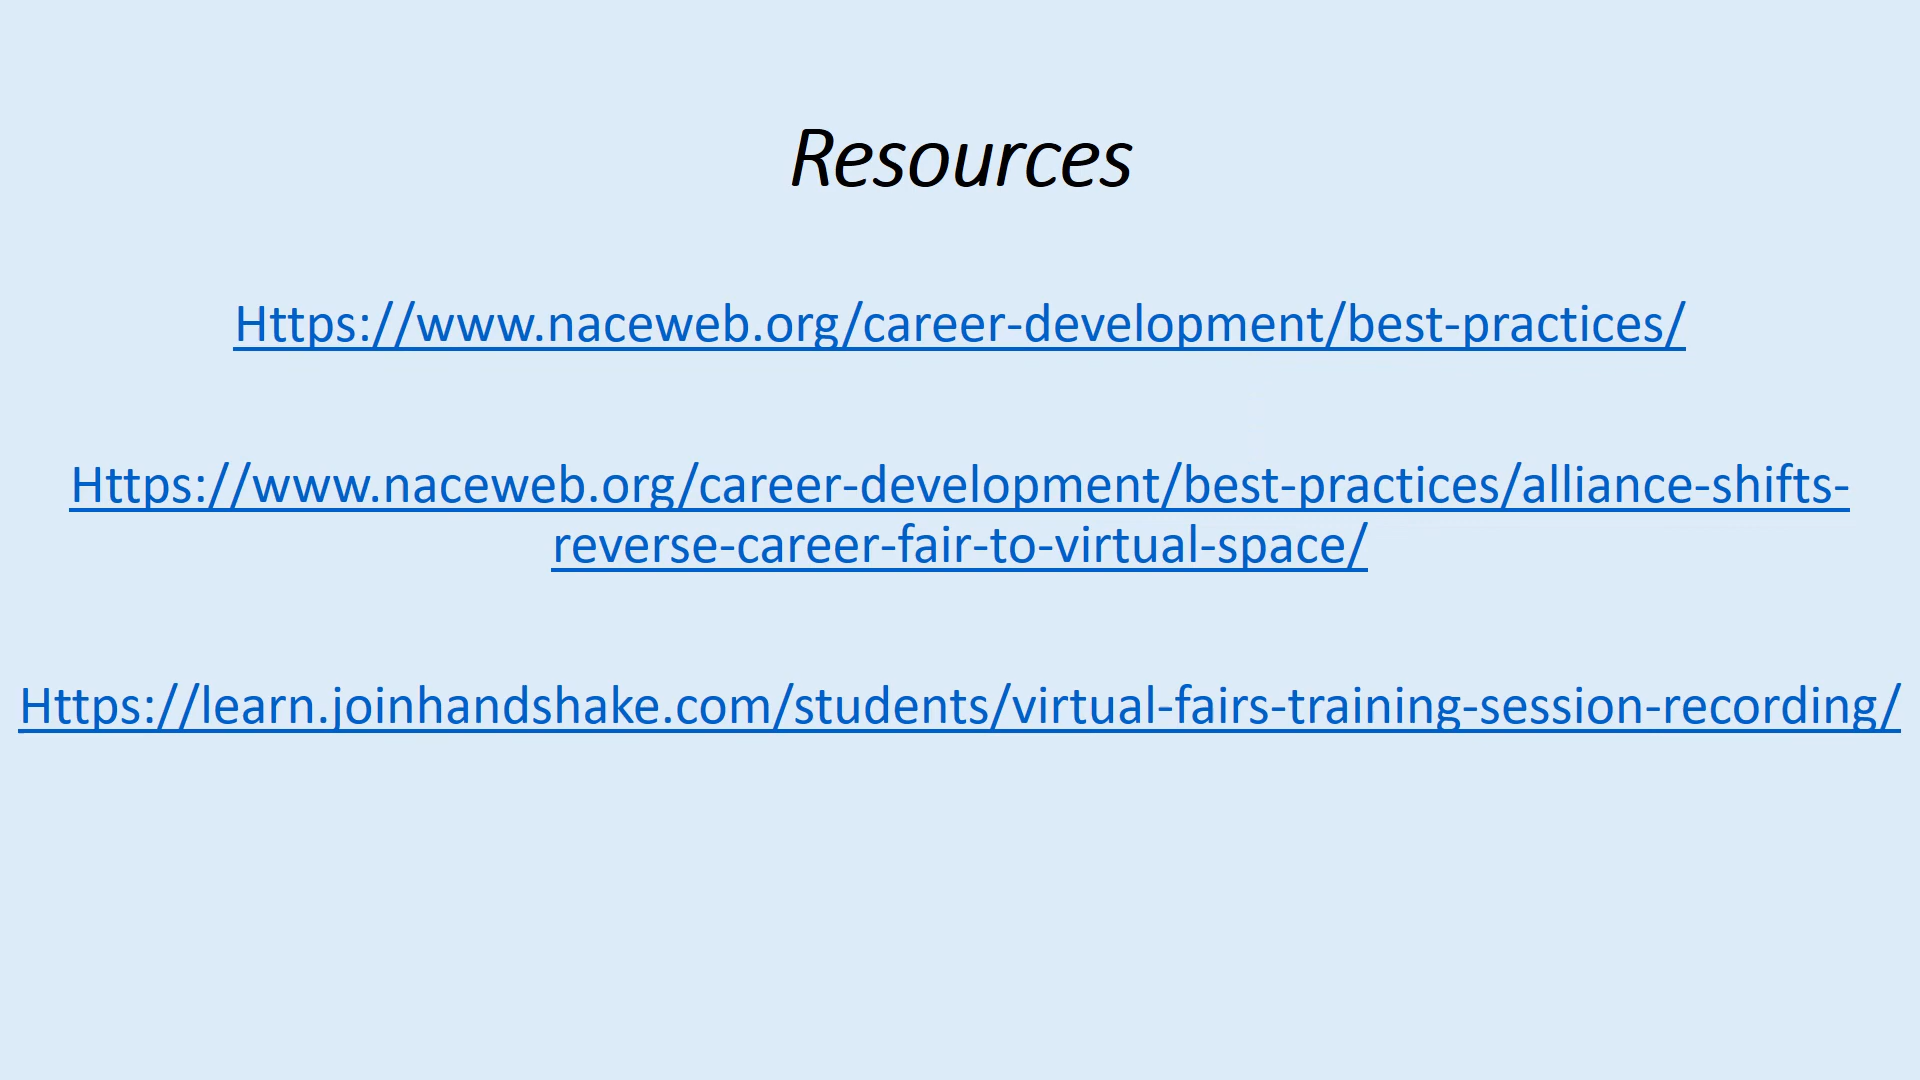 Resources
Https://www.naceweb.org/career-development/best-practices/
Https://www.naceweb.org/career-development/best-practices/alliance-shifts-
reverse-career-fair-to-virtual-space/
Https://learn.joinhandshake.com/students/virtual-fairs-training-session-recording/